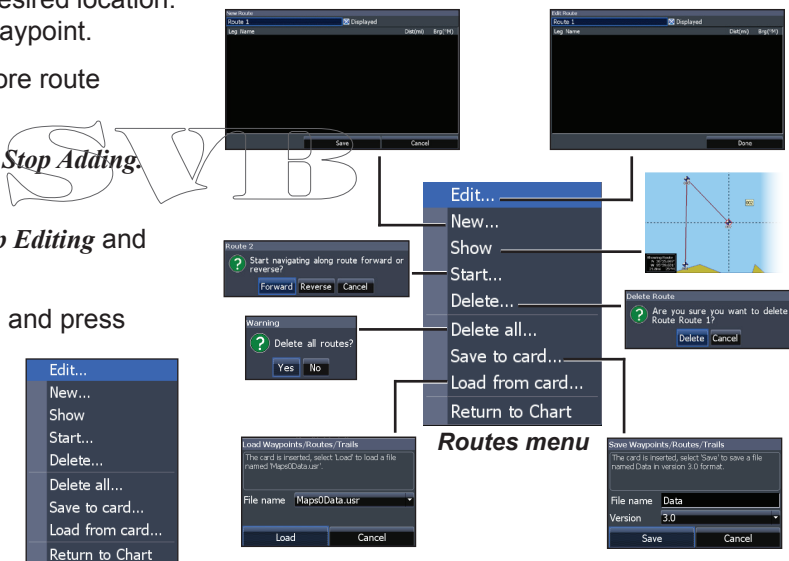 esired location.
aypoint.
ore route
Stop Adding.
p Editing and
and press
SVB
Edit...
New...
Show
Start...
Delete...
Delete all...
Save to card...
Load from card...
Return to Chart
New Route
Route 1 Displayed
Leg Name Dist(mi) Brg(°M)
Save Cancel
Edit Route
Route 1 Displayed
Leg Name Dist(mi) Brg(°M)
Done
Route 2
Start navigating along route forward or
reverse?
Forward Reverse Cancel
Warning
Delete all routes?
Yes No
Edit...
New...
Show
Start...
Delete...
Delete all...
Save to card...
Load from card...
Return to Chart
Routes menu
002
Delete Route
Are you sure you want to delete
Route Route 1?
Delete Cancel
Load Waypoints/Routes/Trails
The card is inserted, select 'Load' to load a file
named 'Maps0Data.usr'.
File name Maps0Data.usr
Load Cancel
Save Waypoints/Routes/Trails
The card is inserted, select 'Save' to save a file
named Data in version 3.0 format.
File name Data
Version 3.0
Save Cancel